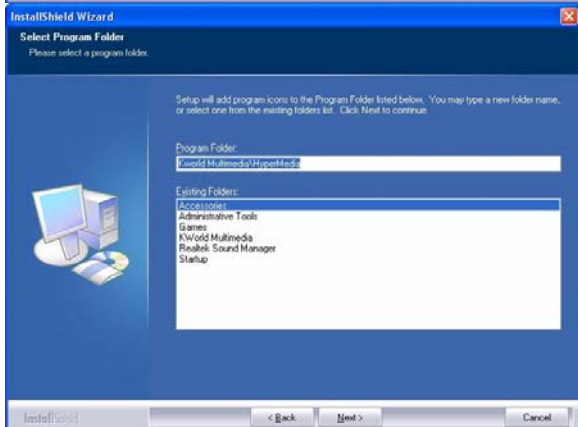 InstallShield Wizard
Select Program Folder
Please select a program folder.
Setup will add program icons to the Program Folder listed below. You may type a new folder name,
or select one from the existing folders list. Click Next to continue.
Program Folder:
Kworld Multimedia\HyperMedia
Existing Folders:
Accessories
Administrative Tools
Games
KWorld Multimedia
Realtek Sound Manager
Startup
InstallShield
< Back
Next >
Cancel